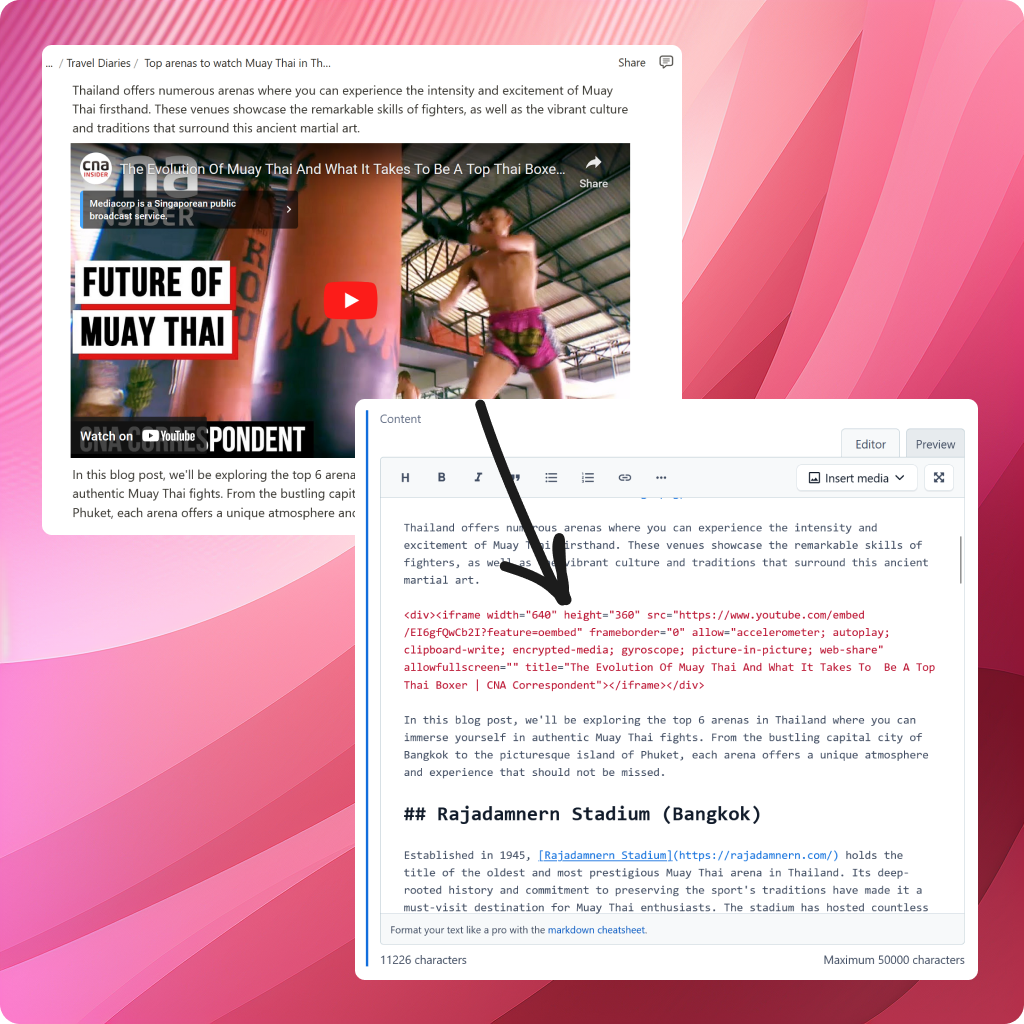 ... / Travel Diaries / Top arenas to watch Muay Thai in Th...
Share
Thailand offers numerous arenas where you can experience the intensity and excitement of Muay
Thai firsthand. These venues showcase the remarkable skills of fighters, as well as the vibrant culture
and traditions that surround this ancient martial art.
cna
INSIDER
The Evolution Of Muay Thai And What It Takes To Be A Top Thai Boxe...
Share
cna
INSIDER
Mediacorp is a Singaporean public
broadcast service.
KOU
FUTURE OF
MUAY THAI
Watch on YouTube
CNA CORRESPONDENT
In this blog post, we'll be exploring the top 6 arena
authentic Muay Thai fights. From the bustling capit
Phuket, each arena offers a unique atmosphere and
Content
Editor
Preview
H B I
Insert media
Thailand offers numerous arenas where you can experience the intensity and
excitement of Muay Thai firsthand. These venues showcase the remarkable skills of
fighters, as well as the vibrant culture and traditions that surround this ancient
martial art.
<div><iframe width="640" height="360" src="https://www.youtube.com/embed
/EI6gfQwCb2I?feature=oembed" frameborder="0" allow="accelerometer; autoplay;
clipboard-write; encrypted-media; gyroscope; picture-in-picture; web-share"
allowfullscreen="" title="The Evolution Of Muay Thai And What It Takes To  Be A Top
Thai Boxer | CNA Correspondent"></iframe></div>
In this blog post, we'll be exploring the top 6 arenas in Thailand where you can
immerse yourself in authentic Muay Thai fights. From the bustling capital city of
Bangkok to the picturesque island of Phuket, each arena offers a unique atmosphere
and experience that should not be missed.
## Rajadamnern Stadium (Bangkok)
Established in 1945, [Rajadamnern Stadium](https://rajadamnern.com/) holds the
title of the oldest and most prestigious Muay Thai arena in Thailand. Its deep-
rooted history and commitment to preserving the sport's traditions have made it a
must-visit destination for Muay Thai enthusiasts. The stadium has hosted countless
Format your text like a pro with the markdown cheatsheet.
11226 characters
Maximum 50000 characters